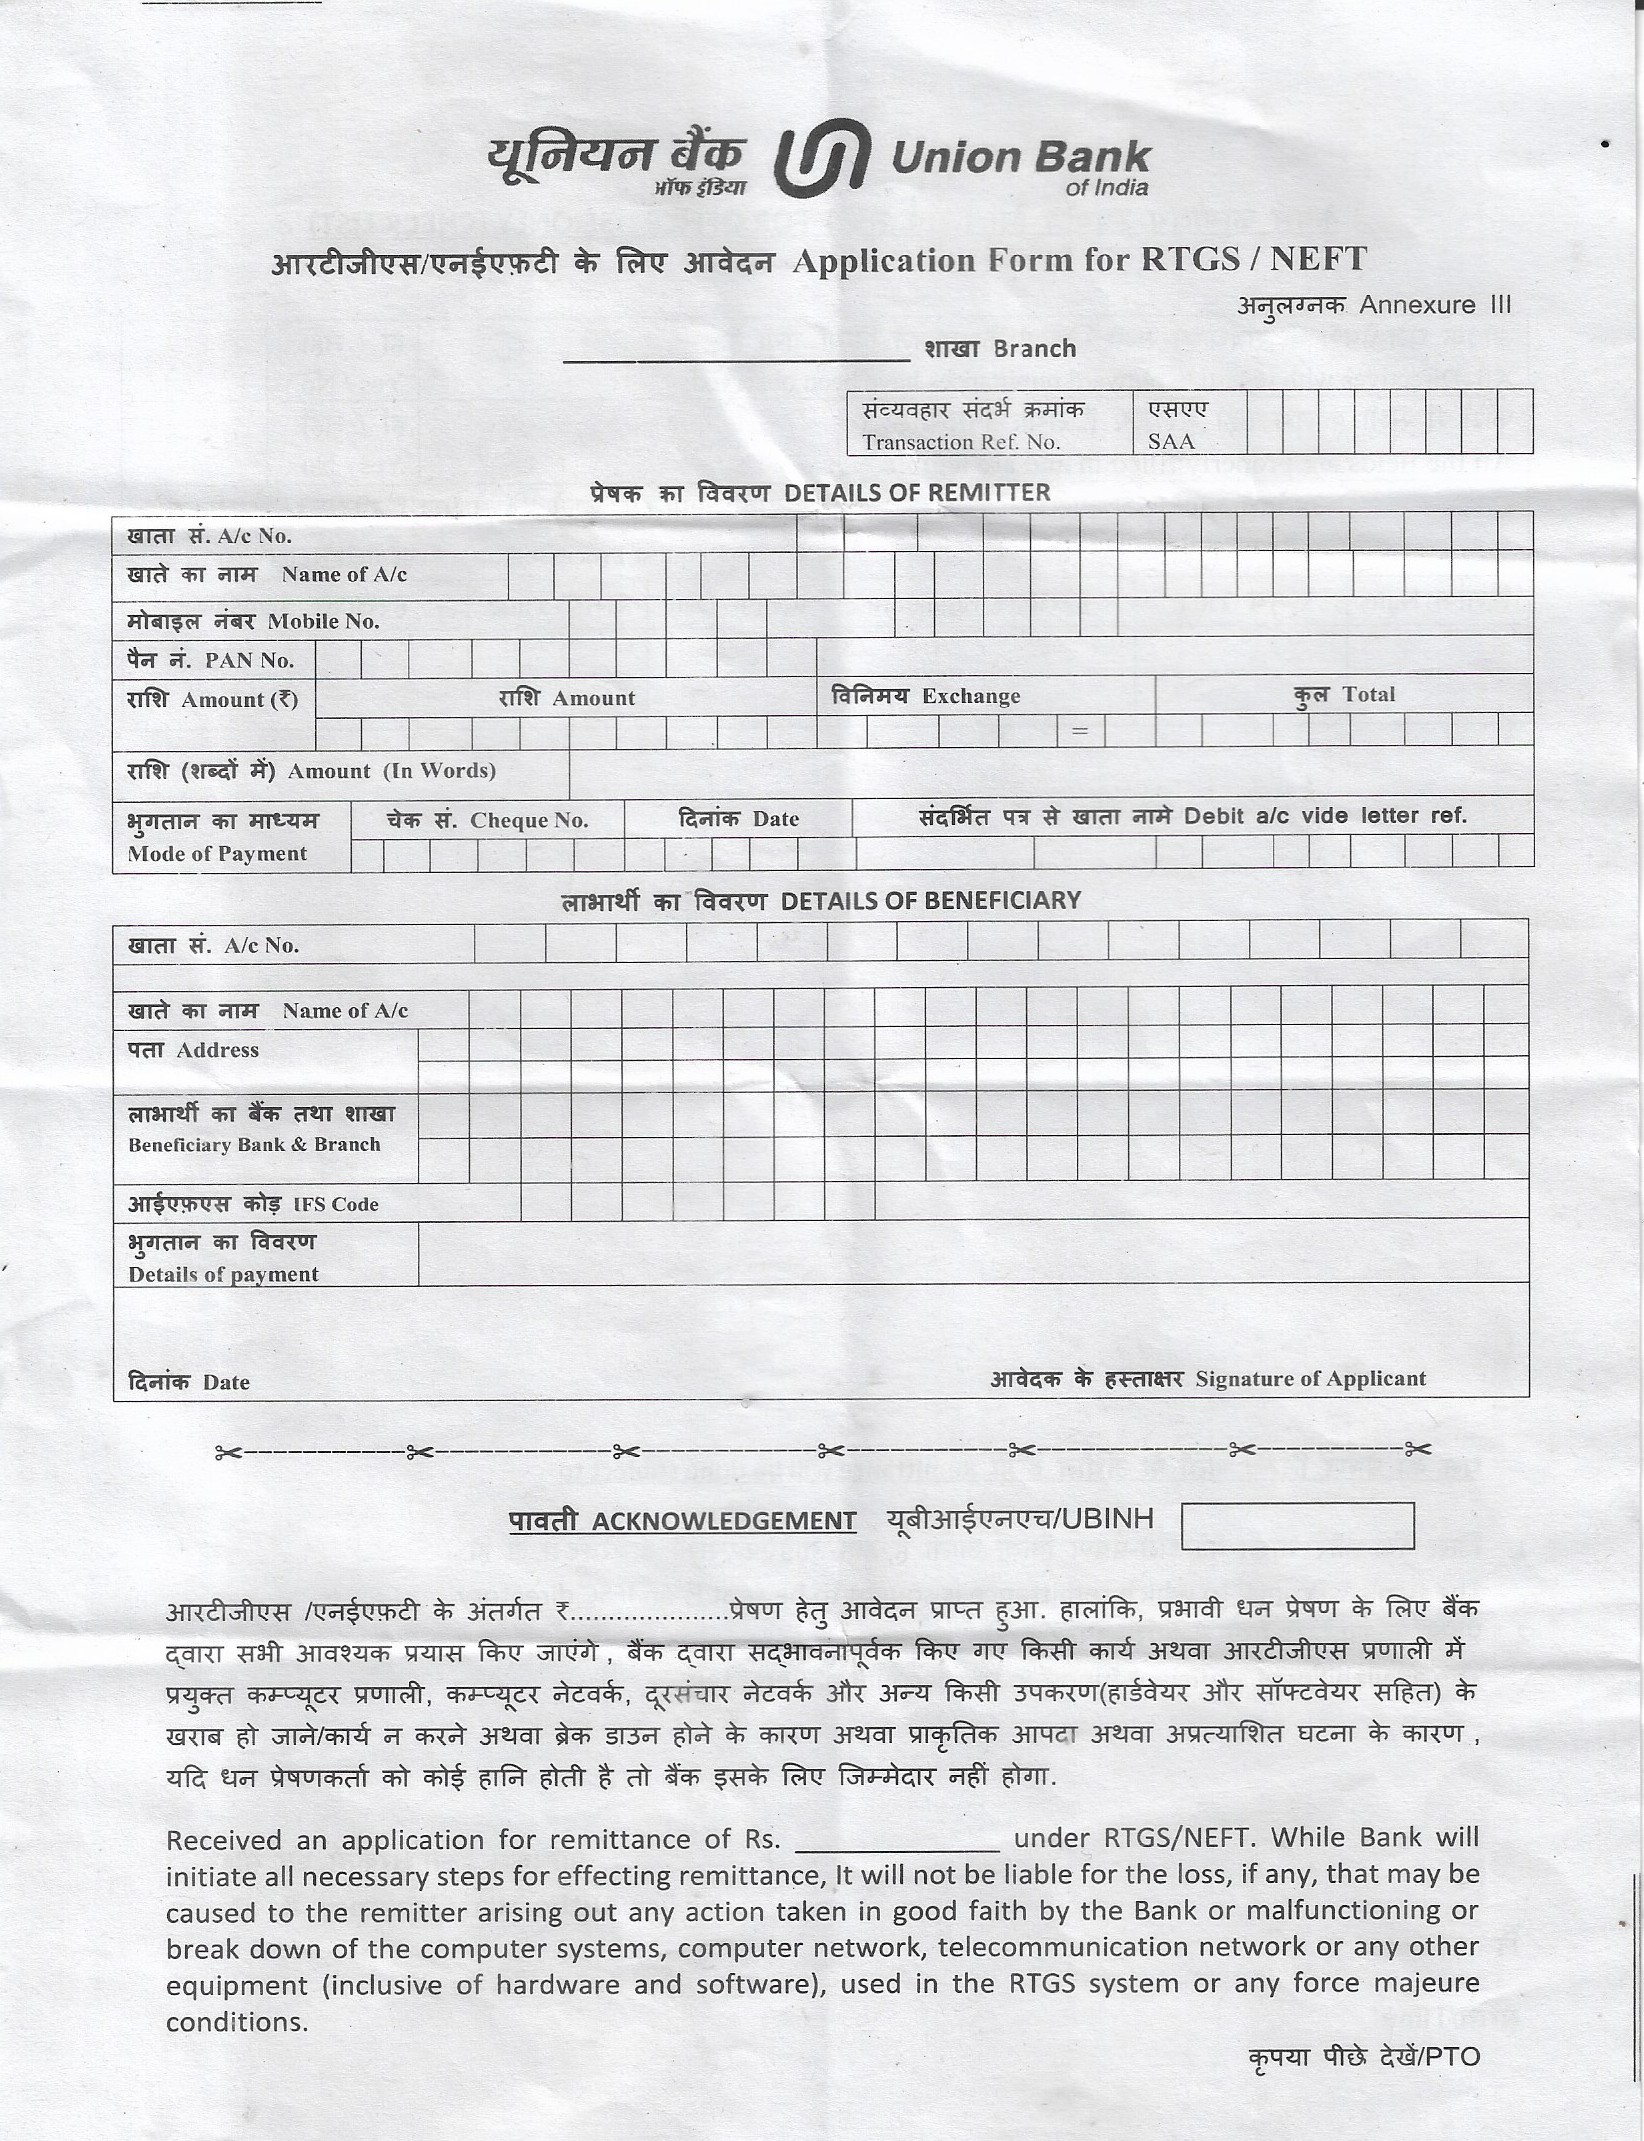 यूनियन बैंक Union Bank
ऑफ इंडिया of India
आरटीजीएस/एनईएफ़टी के लिए आवेदन Application Form for RTGS / NEFT
अनुलग्नक Annexure III
शाखा Branch
संव्यवहार संदर्भ क्रमांक एसएए
Transaction Ref. No. SAA
प्रेषक का विवरण DETAILS OF REMITTER
खाता सं. A/c No.
खाते का नाम Name of A/c
मोबाइल नंबर Mobile No.
पैन नं. PAN No.
राशि Amount (₹) राशि Amount विनिमय Exchange कुल Total
=
राशि (शब्दों में) Amount (In Words)
भुगतान का माध्यम चेक सं. Cheque No. दिनांक Date संदर्भित पत्र से खाता नामे Debit a/c vide letter ref.
Mode of Payment
लाभार्थी का विवरण DETAILS OF BENEFICIARY
खाता सं. A/c No.
खाते का नाम Name of A/c
पता Address
लाभार्थी का बैंक तथा शाखा
Beneficiary Bank & Branch
आईएफ़एस कोड़ IFS Code
भुगतान का विवरण
Details of payment
दिनांक Date आवेदक के हस्ताक्षर Signature of Applicant
पावती ACKNOWLEDGEMENT यूबीआईएनएच/UBINH
आरटीजीएस /एनईएफ़टी के अंतर्गत ₹.....................प्रेषण हेतु आवेदन प्राप्त हुआ. हालांकि, प्रभावी धन प्रेषण के लिए बैंक
द्वारा सभी आवश्यक प्रयास किए जाएंगे , बैंक द्वारा सद्भावनापूर्वक किए गए किसी कार्य अथवा आरटीजीएस प्रणाली में
प्रयुक्त कम्प्यूटर प्रणाली, कम्प्यूटर नेटवर्क, दूरसंचार नेटवर्क और अन्य किसी उपकरण(हार्डवेयर और सॉफ्टवेयर सहित) के
खराब हो जाने/कार्य न करने अथवा ब्रेक डाउन होने के कारण अथवा प्राकृतिक आपदा अथवा अप्रत्याशित घटना के कारण ,
यदि धन प्रेषणकर्ता को कोई हानि होती है तो बैंक इसके लिए जिम्मेदार नहीं होगा.
Received an application for remittance of Rs. ______________ under RTGS/NEFT. While Bank will
initiate all necessary steps for effecting remittance, It will not be liable for the loss, if any, that may be
caused to the remitter arising out any action taken in good faith by the Bank or malfunctioning or
break down of the computer systems, computer network, telecommunication network or any other
equipment (inclusive of hardware and software), used in the RTGS system or any force majeure
conditions.
कृपया पीछे देखें/PTO